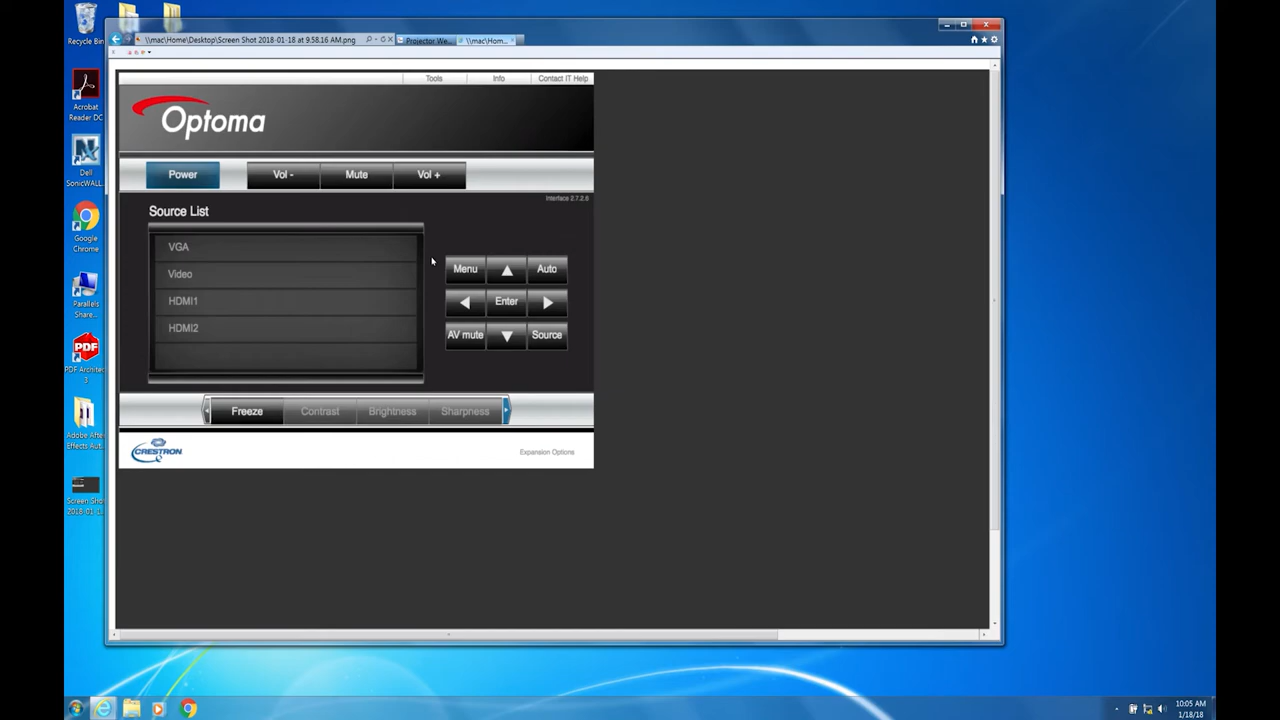 \\mac\Home\Desktop\Screen Shot 2018-01-18 at 9.58.16 AM.png
Projector We...
\\mac\Hom...
Recycle Bin
Acrobat
Reader DC
Dell
SonicWALL
Google
Chrome
Parallels
Share...
PDF
PDF Architect
3
Adobe After
Effects Aut...
Screen Shot
2018-01-1
Tools
Info
Contact IT Help
Optoma
Power
Vol -
Mute
Vol +
Interface 2.7.2.8
Source List
VGA
Video
HDMI1
HDMI2
Menu
Auto
Enter
AV mute
Source
Freeze
Contrast
Brightness
Sharpness
CRESTRON
Expansion Options
10:05 AM
1/18/18